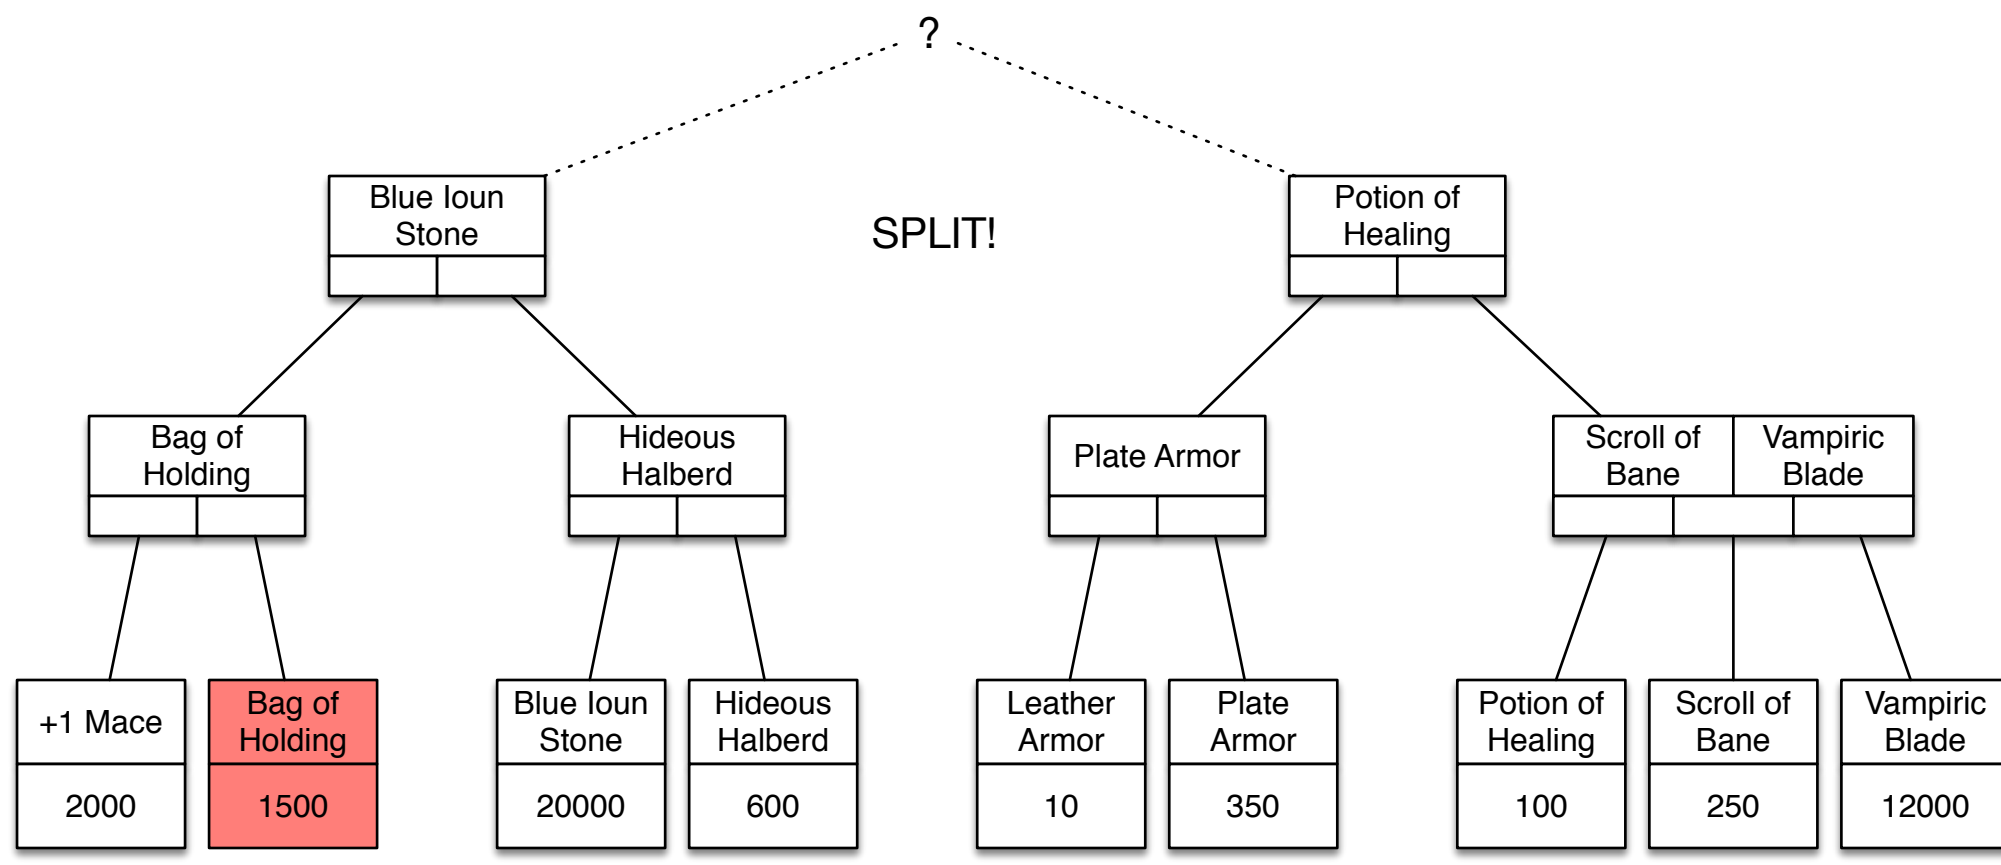 ?
Blue Ioun
Stone
SPLIT!
Potion of
Healing
Bag of
Holding
Hideous
Halberd
Plate Armor
Scroll of
Bane
Vampiric
Blade
+1 Mace
2000
Bag of
Holding
1500
Blue Ioun
Stone
20000
Hideous
Halberd
600
Leather
Armor
10
Plate
Armor
350
Potion of
Healing
100
Scroll of
Bane
250
Vampiric
Blade
12000